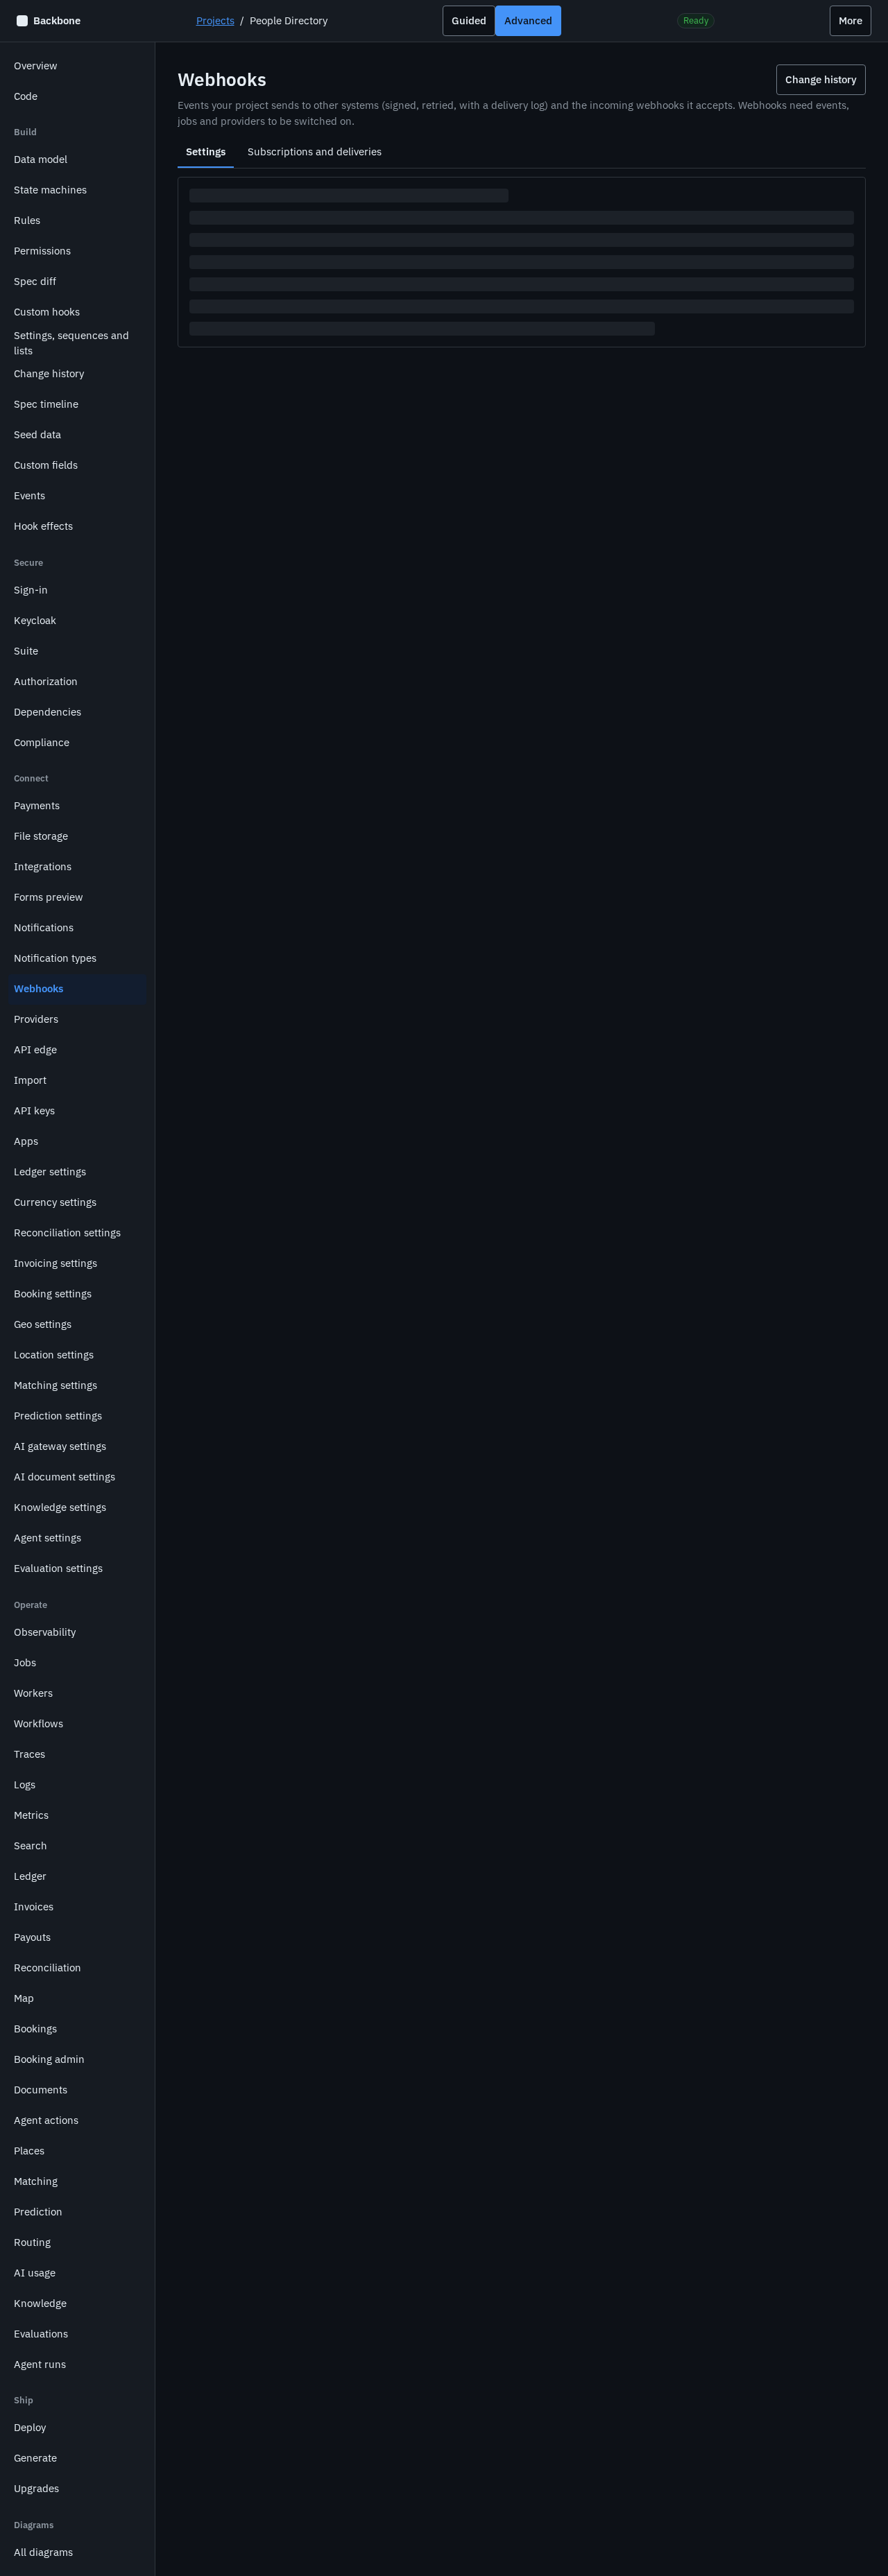 Backbone
Projects / People Directory
Guided
Advanced
Ready
More
Overview
Code
Build
Data model
State machines
Rules
Permissions
Spec diff
Custom hooks
Settings, sequences and
lists
Change history
Spec timeline
Seed data
Custom fields
Events
Hook effects
Secure
Sign-in
Keycloak
Suite
Authorization
Dependencies
Compliance
Connect
Payments
File storage
Integrations
Forms preview
Notifications
Notification types
Webhooks
Providers
API edge
Import
API keys
Apps
Ledger settings
Currency settings
Reconciliation settings
Invoicing settings
Booking settings
Geo settings
Location settings
Matching settings
Prediction settings
AI gateway settings
AI document settings
Knowledge settings
Agent settings
Evaluation settings
Operate
Observability
Jobs
Workers
Workflows
Traces
Logs
Metrics
Search
Ledger
Invoices
Payouts
Reconciliation
Map
Bookings
Booking admin
Documents
Agent actions
Places
Matching
Prediction
Routing
AI usage
Knowledge
Evaluations
Agent runs
Ship
Deploy
Generate
Upgrades
Diagrams
All diagrams
Webhooks
Change history
Events your project sends to other systems (signed, retried, with a delivery log) and the incoming webhooks it accepts. Webhooks need events,
jobs and providers to be switched on.
Settings
Subscriptions and deliveries